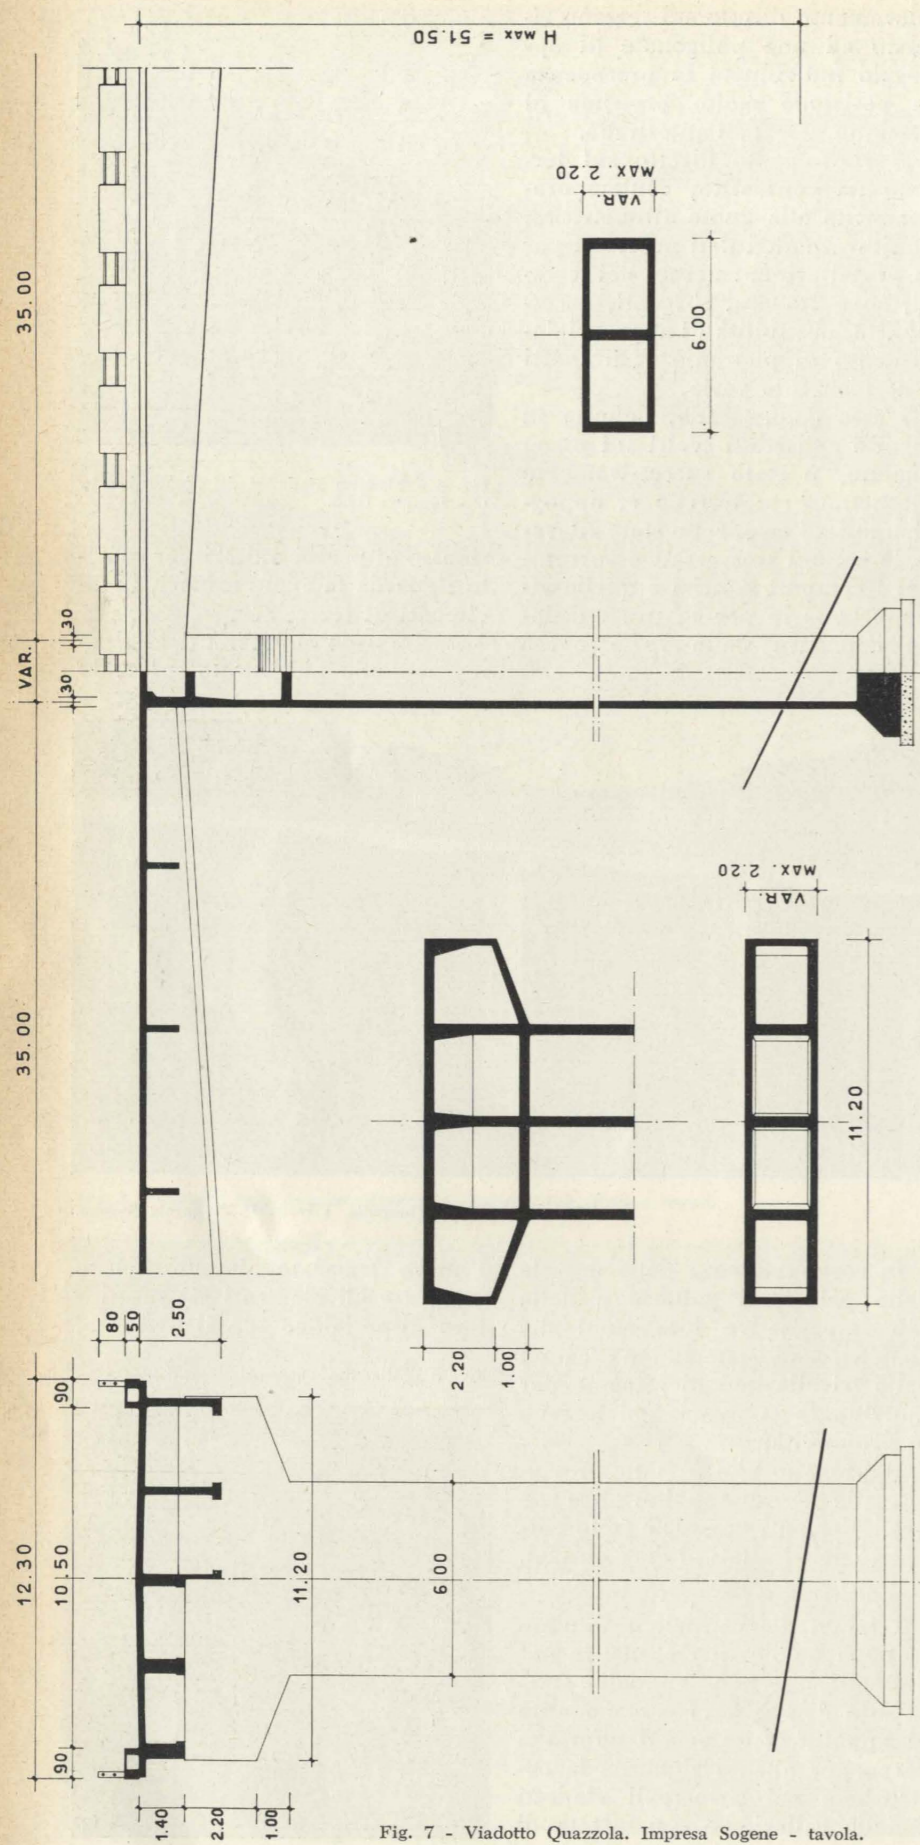 H MAX = 51.50
35.00
VAR.
MAX. 2.20
6.00
30
VAR.
30
VAR.
MAX. 2.20
35.00
11.20
80
50
2.50
2.20
1.00
90
12.30
10.50
11.20
6.00
90
1.40
2.20
1.00
Fig. 7 - Viadotto Quazzola. Impresa Sogene - tavola.